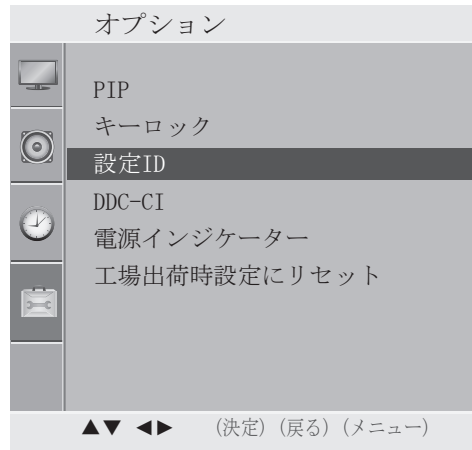 オプション
PIP
キーロック
設定ID
DDC-CI
電源インジケーター
工場出荷時設定にリセット
▲▼ ◀▶ (決定) (戻る) (メニュー)